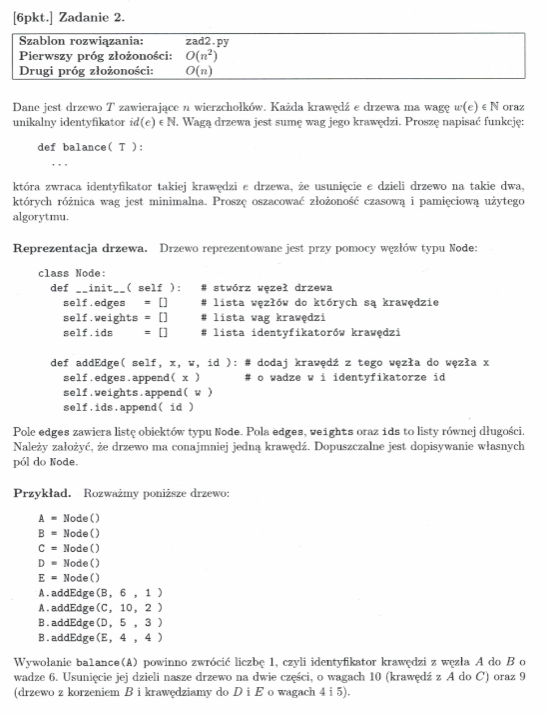 [6pkt.] Zadanie 2.
Szablon rozwiązania: zad2.py
Pierwszy próg złożoności: O(n²)
Drugi próg złożoności: O(n)
Dane jest drzewo T zawierające n wierzchołków. Każda krawędź e drzewa ma wagę w(e) ∈ ℕ oraz
unikalny identyfikator id(e) ∈ ℕ. Wagą drzewa jest sumę wag jego krawędzi. Proszę napisać funkcję:
def balance( T ):
...
która zwraca identyfikator takiej krawędzi e drzewa, że usunięcie e dzieli drzewo na takie dwa,
których różnica wag jest minimalna. Proszę oszacować złożoność czasową i pamięciową użytego
algorytmu.
Reprezentacja drzewa. Drzewo reprezentowane jest przy pomocy węzłów typu Node:
class Node:
def __init__( self ): # stwórz węzeł drzewa
self.edges = [] # lista węzłów do których są krawędzie
self.weights = [] # lista wag krawędzi
self.ids = [] # lista identyfikatorów krawędzi
def addEdge( self, x, w, id ): # dodaj krawędź z tego węzła do węzła x
self.edges.append( x ) # o wadze w i identyfikatorze id
self.weights.append( w )
self.ids.append( id )
Pole edges zawiera listę obiektów typu Node. Pola edges, weights oraz ids to listy równej długości.
Należy założyć, że drzewo ma conajmniej jedną krawędź. Dopuszczalne jest dopisywanie własnych
pól do Node.
Przykład. Rozważmy poniższe drzewo:
A = Node()
B = Node()
C = Node()
D = Node()
E = Node()
A.addEdge(B, 6 , 1 )
A.addEdge(C, 10, 2 )
B.addEdge(D, 5 , 3 )
B.addEdge(E, 4 , 4 )
Wywołanie balance(A) powinno zwrócić liczbę 1, czyli identyfikator krawędzi z węzła A do B o
wadze 6. Usunięcie jej dzieli nasze drzewo na dwie części, o wagach 10 (krawędź z A do C) oraz 9
(drzewo z korzeniem B i krawędziamy do D i E o wagach 4 i 5).